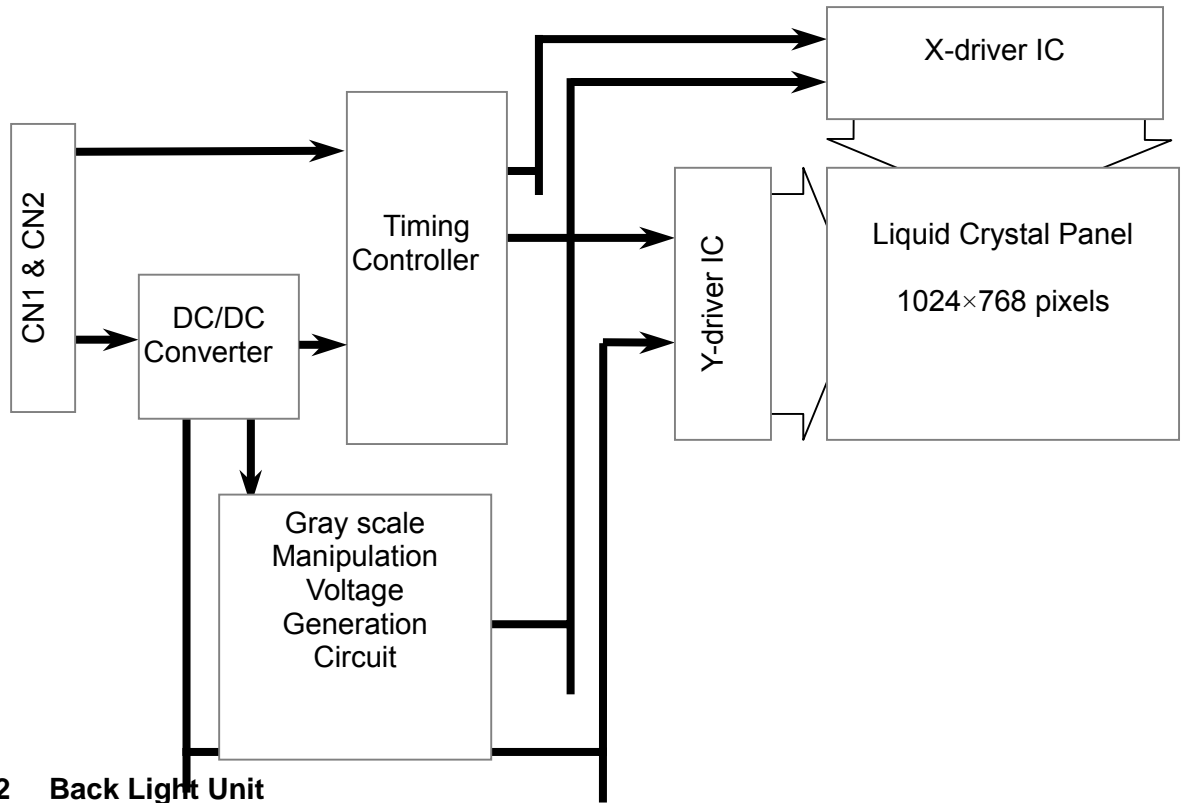 X-driver IC
CN1 & CN2
Timing
Controller
DC/DC
Converter
Y-driver IC
Liquid Crystal Panel
1024×768 pixels
Gray scale
Manipulation
Voltage
Generation
Circuit
2 Back Light Unit